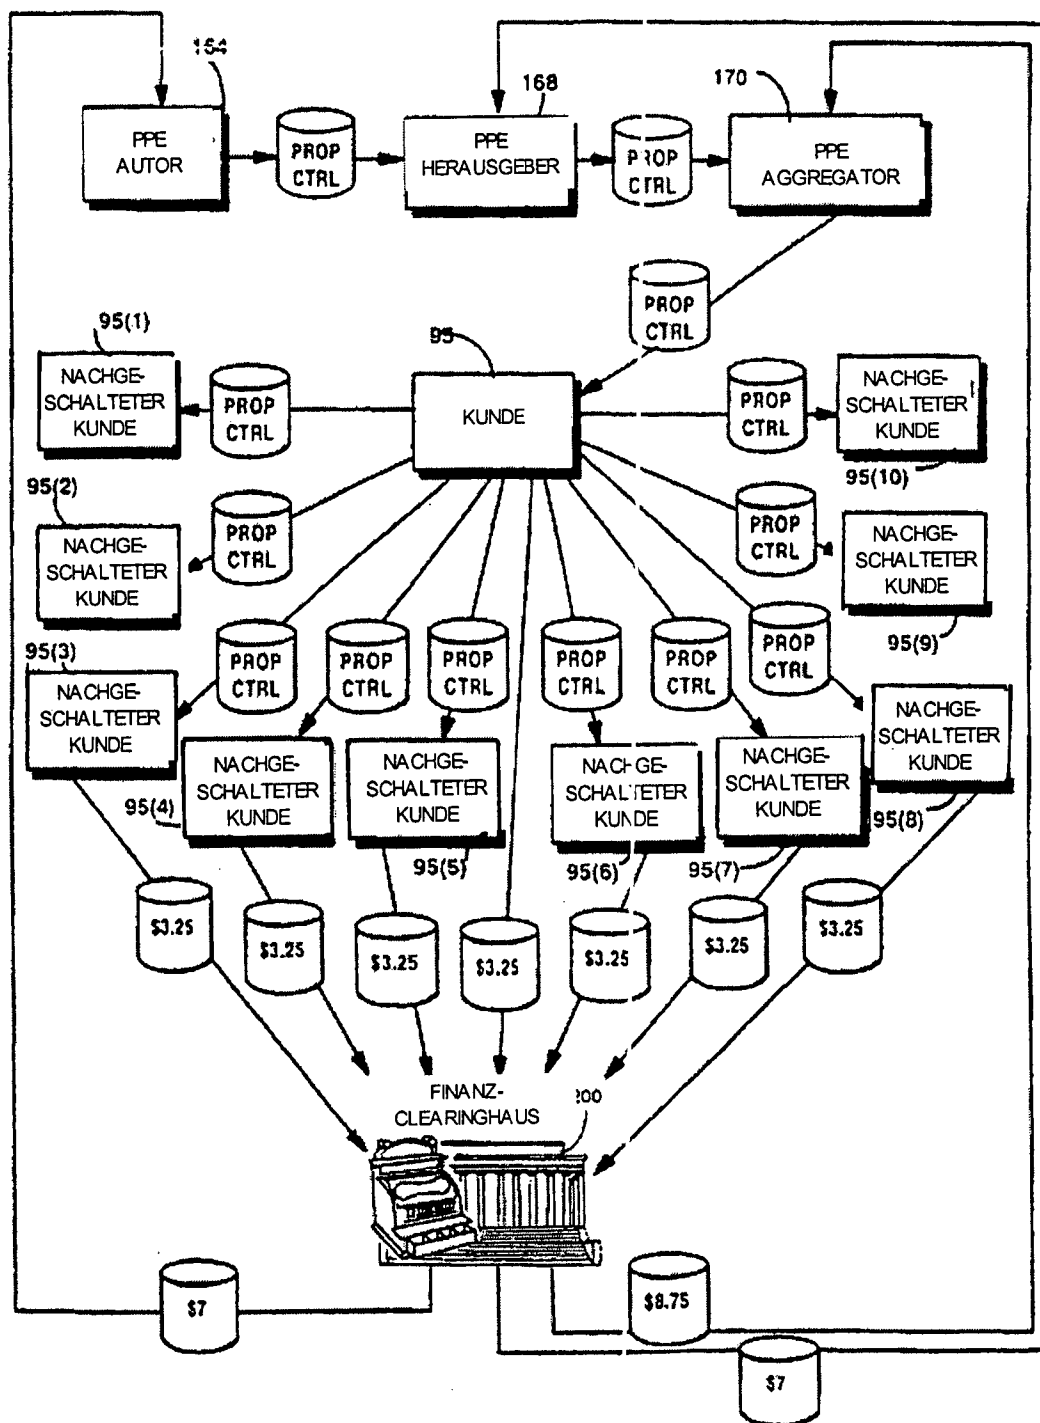 164
168
170
PPE
AUTOR
PROP
CTRL
PPE
HERAUSGEBER
PROP
CTRL
PPE
AGGREGATOR
PROP
CTRL
95(1)
95
NACHGE-
SCHALTETER
KUNDE
PROP
CTRL
KUNDE
PROP
CTRL
NACHGE-
SCHALTETER
KUNDE
95(10)
95(2)
NACHGE-
SCHALTETER
KUNDE
PROP
CTRL
PROP
CTRL
NACHGE-
SCHALTETER
KUNDE
95(9)
95(3)
NACHGE-
SCHALTETER
KUNDE
PROP
CTRL
PROP
CTRL
PROP
CTRL
PROP
CTRL
PROP
CTRL
PROP
CTRL
NACHGE-
SCHALTETER
KUNDE
95(8)
NACHGE-
SCHALTETER
KUNDE
95(4)
NACHGE-
SCHALTETER
KUNDE
95(5)
NACHGE-
SCHALTETER
KUNDE
95(6)
NACHGE-
SCHALTETER
KUNDE
95(7)
$3.25
$3.25
$3.25
$3.25
$3.25
$3.25
$3.25
FINANZ-
CLEARINGHAUS
200
$7
$8.75
$7